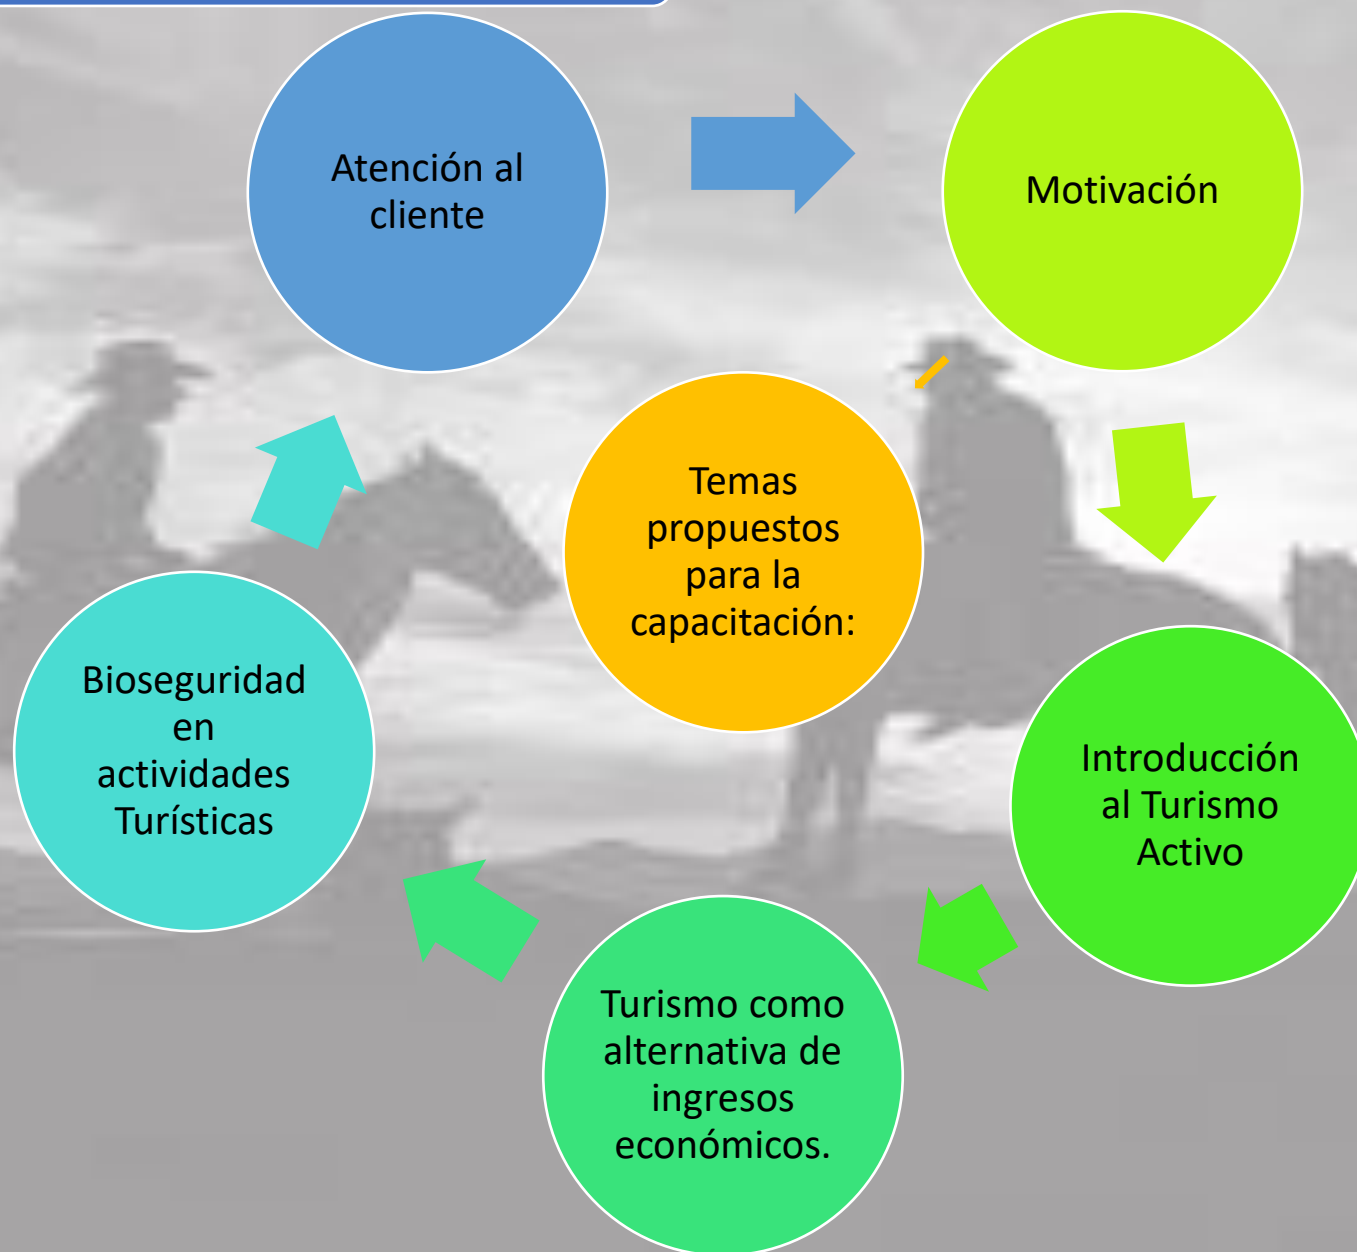 Atención al
cliente
Motivación
Temas
propuestos
para la
capacitación:
Introducción
al Turismo
Activo
Turismo como
alternativa de
ingresos
económicos.
Bioseguridad
en
actividades
Turísticas